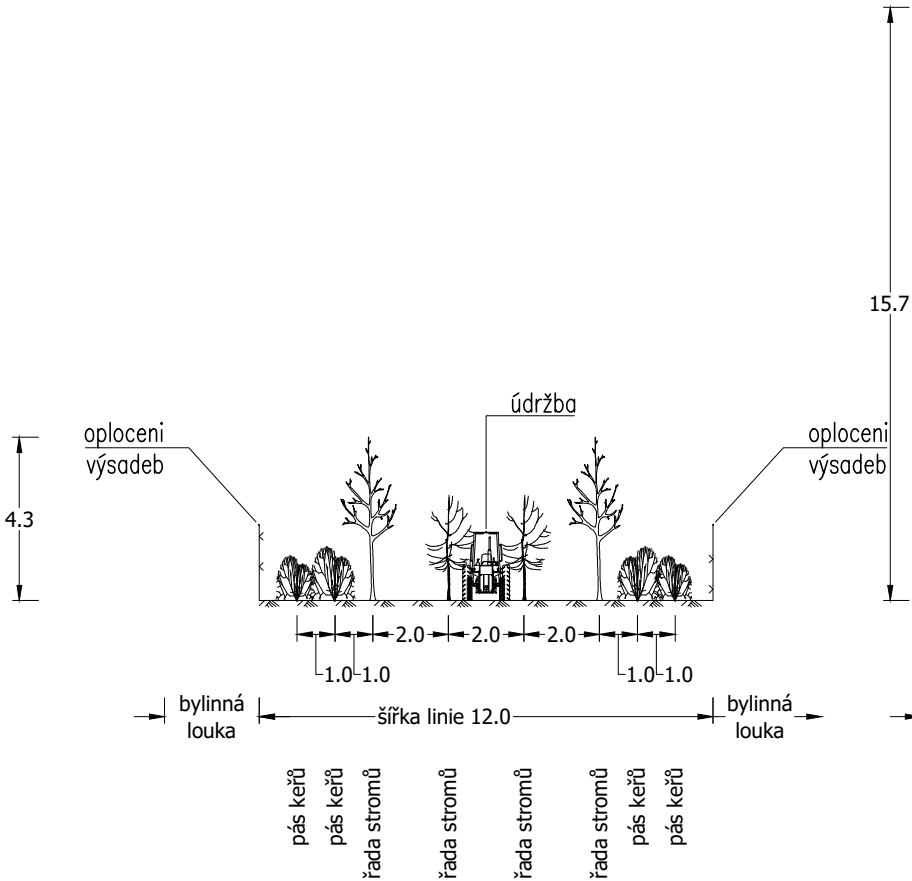 15.7
údržba
oploceni
výsadeb
oploceni
výsadeb
4.3
2.0
2.0
2.0
1.0
1.0
1.0
1.0
bylinná
louka
šířka linie 12.0
bylinná
louka
pás keřů
pás keřů
řada stromů
řada stromů
řada stromů
řada stromů
pás keřů
pás keřů